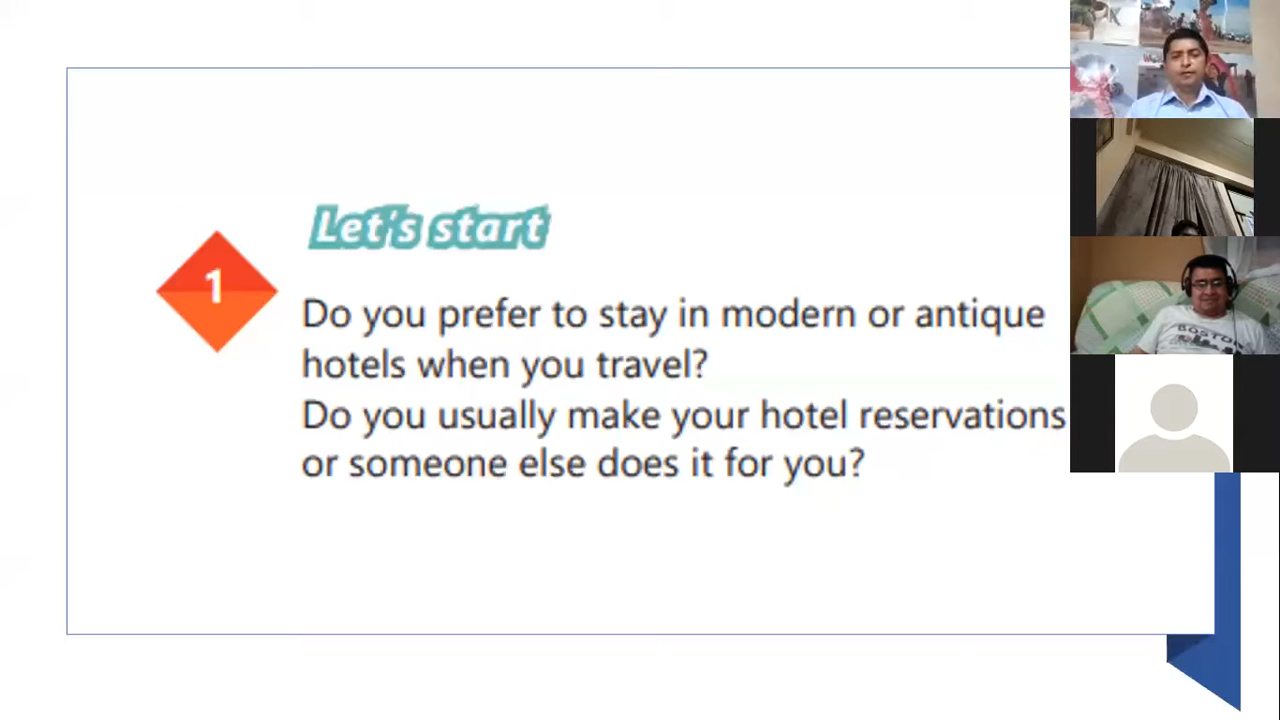 Let's start
1
Do you prefer to stay in modern or antique
hotels when you travel?
Do you usually make your hotel reservations
or someone else does it for you?
BOSTON